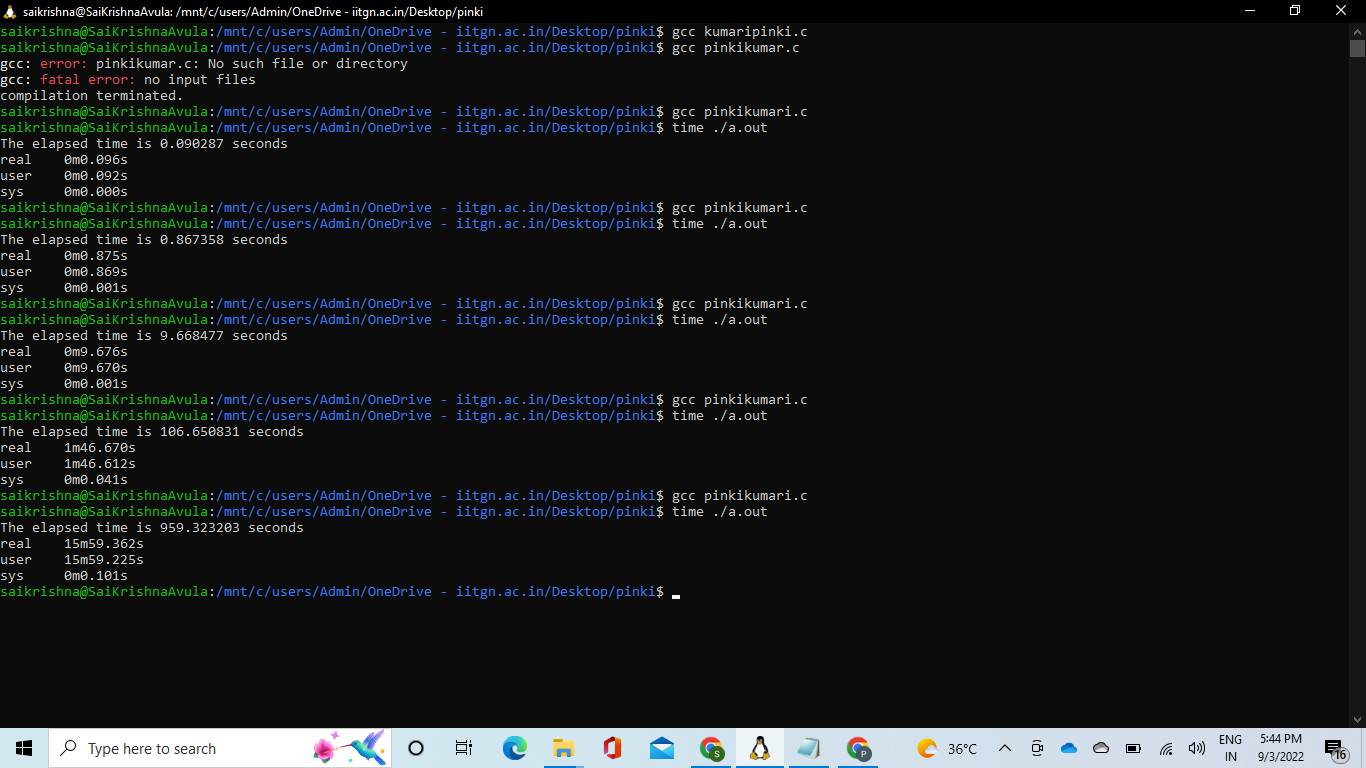 saikrishna@SaiKrishnaAvula: /mnt/c/users/Admin/OneDrive - iitgn.ac.in/Desktop/pinki
saikrishna@SaiKrishnaAvula:/mnt/c/users/Admin/OneDrive - iitgn.ac.in/Desktop/pinki$ gcc kumaripinki.c
saikrishna@SaiKrishnaAvula:/mnt/c/users/Admin/OneDrive - iitgn.ac.in/Desktop/pinki$ gcc pinkikumar.c
gcc: error: pinkikumar.c: No such file or directory
gcc: fatal error: no input files
compilation terminated.
saikrishna@SaiKrishnaAvula:/mnt/c/users/Admin/OneDrive - iitgn.ac.in/Desktop/pinki$ gcc pinkikumari.c
saikrishna@SaiKrishnaAvula:/mnt/c/users/Admin/OneDrive - iitgn.ac.in/Desktop/pinki$ time ./a.out
The elapsed time is 0.090287 seconds
real    0m0.096s
user    0m0.092s
sys     0m0.000s
saikrishna@SaiKrishnaAvula:/mnt/c/users/Admin/OneDrive - iitgn.ac.in/Desktop/pinki$ gcc pinkikumari.c
saikrishna@SaiKrishnaAvula:/mnt/c/users/Admin/OneDrive - iitgn.ac.in/Desktop/pinki$ time ./a.out
The elapsed time is 0.867358 seconds
real    0m0.875s
user    0m0.869s
sys     0m0.001s
saikrishna@SaiKrishnaAvula:/mnt/c/users/Admin/OneDrive - iitgn.ac.in/Desktop/pinki$ gcc pinkikumari.c
saikrishna@SaiKrishnaAvula:/mnt/c/users/Admin/OneDrive - iitgn.ac.in/Desktop/pinki$ time ./a.out
The elapsed time is 9.668477 seconds
real    0m9.676s
user    0m9.670s
sys     0m0.001s
saikrishna@SaiKrishnaAvula:/mnt/c/users/Admin/OneDrive - iitgn.ac.in/Desktop/pinki$ gcc pinkikumari.c
saikrishna@SaiKrishnaAvula:/mnt/c/users/Admin/OneDrive - iitgn.ac.in/Desktop/pinki$ time ./a.out
The elapsed time is 106.650831 seconds
real    1m46.670s
user    1m46.612s
sys     0m0.041s
saikrishna@SaiKrishnaAvula:/mnt/c/users/Admin/OneDrive - iitgn.ac.in/Desktop/pinki$ gcc pinkikumari.c
saikrishna@SaiKrishnaAvula:/mnt/c/users/Admin/OneDrive - iitgn.ac.in/Desktop/pinki$ time ./a.out
The elapsed time is 959.323203 seconds
real    15m59.362s
user    15m59.225s
sys     0m0.101s
saikrishna@SaiKrishnaAvula:/mnt/c/users/Admin/OneDrive - iitgn.ac.in/Desktop/pinki$
Type here to search
S
P
36°C
ENG
IN
5:44 PM
9/3/2022
16